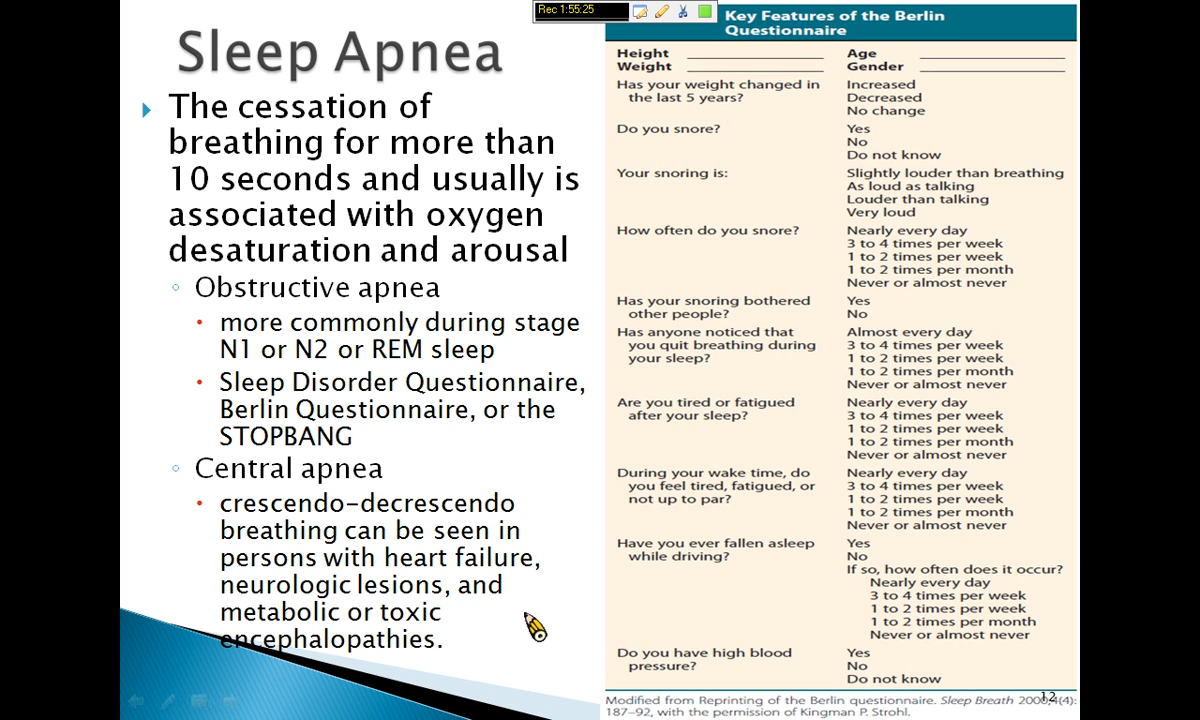 Rec 1:55:25
Sleep Apnea
The cessation of
breathing for more than
10 seconds and usually is
associated with oxygen
desaturation and arousal
Obstructive apnea
more commonly during stage
N1 or N2 or REM sleep
Sleep Disorder Questionnaire,
Berlin Questionnaire, or the
STOPBANG
Central apnea
crescendo-decrescendo
breathing can be seen in
persons with heart failure,
neurologic lesions, and
metabolic or toxic
encephalopathies.
Key Features of the Berlin
Questionnaire
Height Age
Weight Gender
Has your weight changed in Increased
the last 5 years? Decreased
No change
Do you snore? Yes
No
Do not know
Your snoring is: Slightly louder than breathing
As loud as talking
Louder than talking
Very loud
How often do you snore? Nearly every day
3 to 4 times per week
1 to 2 times per week
1 to 2 times per month
Never or almost never
Has your snoring bothered Yes
other people? No
Has anyone noticed that Almost every day
you quit breathing during 3 to 4 times per week
your sleep? 1 to 2 times per week
1 to 2 times per month
Never or almost never
Are you tired or fatigued Nearly every day
after your sleep? 3 to 4 times per week
1 to 2 times per week
1 to 2 times per month
Never or almost never
During your wake time, do Nearly every day
you feel tired, fatigued, or 3 to 4 times per week
not up to par? 1 to 2 times per week
1 to 2 times per month
Never or almost never
Have you ever fallen asleep Yes
while driving? No
If so, how often does it occur?
Nearly every day
3 to 4 times per week
1 to 2 times per week
1 to 2 times per month
Never or almost never
Do you have high blood Yes
pressure? No
Do not know
12
Modified from Reprinting of the Berlin questionnaire. Sleep Breath 2000;4(4):
187–92, with the permission of Kingman P. Strohl.